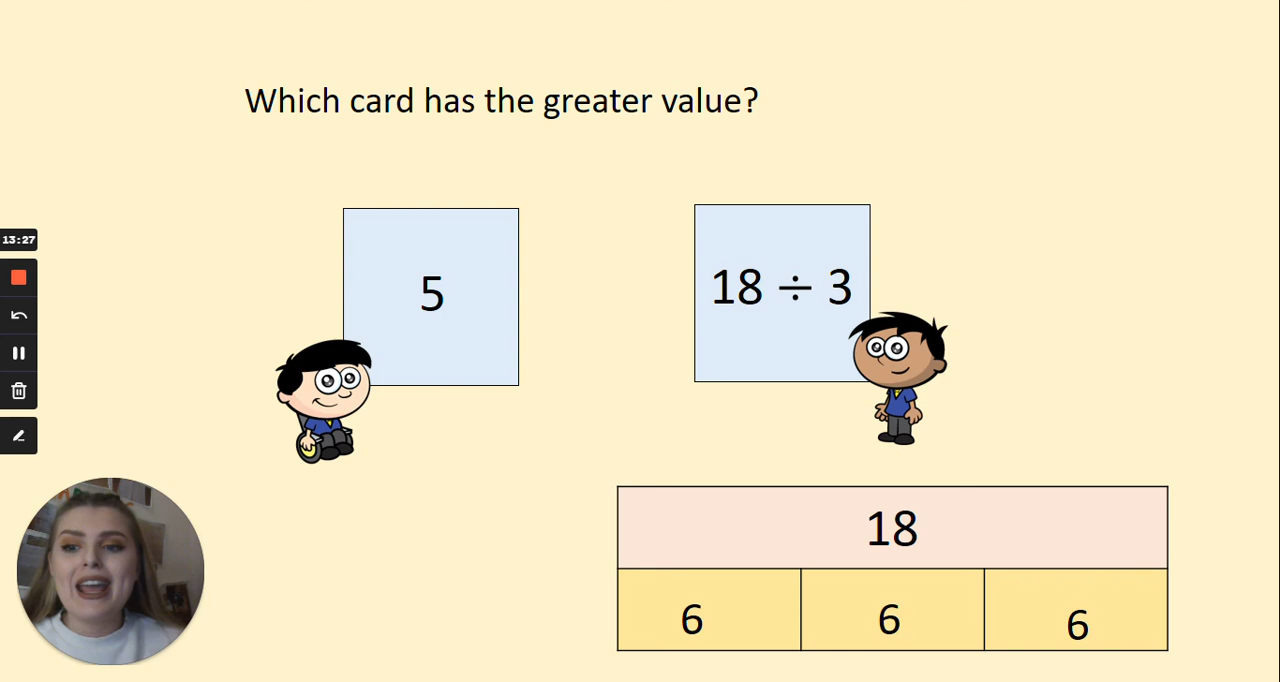 Which card has the greater value?
13:27
5
18 ÷ 3
18
6 6 6